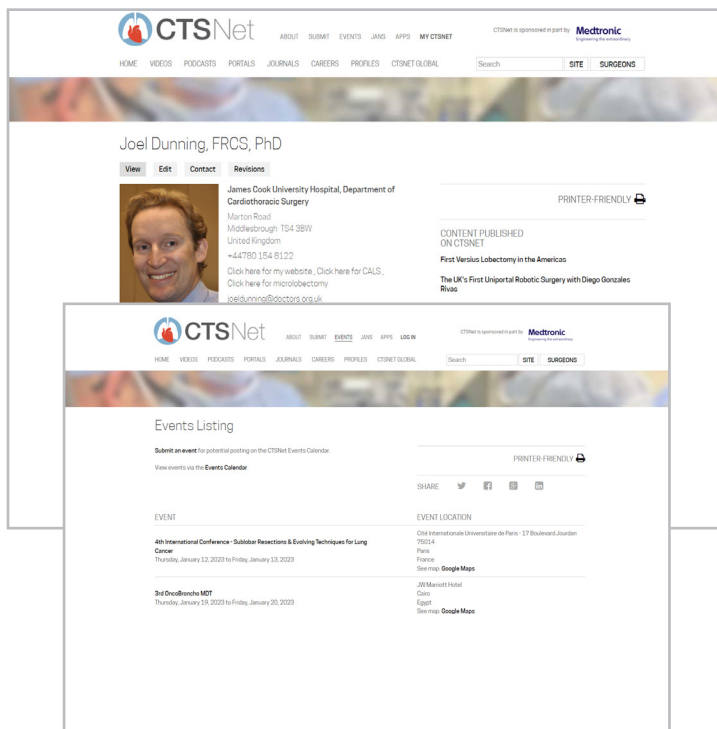 CTSNet
ABOUT SUBMIT EVENTS JANS APPS MY CTSNET
CTSNet is sponsored in part by Medtronic
Engineering the extraordinary
HOME VIDEOS PODCASTS PORTALS JOURNALS CAREERS PROFILES CTSNET GLOBAL
Search SITE SURGEONS
Joel Dunning, FRCS, PhD
View Edit Contact Revisions
James Cook University Hospital, Department of
Cardiothoracic Surgery
Marton Road
Middlesbrough TS4 3BW
United Kingdom
+44780 154 8122
Click here for my website , Click here for CALS ,
Click here for microlobectomy
joeldunning@doctors.org.uk
PRINTER-FRIENDLY
CONTENT PUBLISHED
ON CTSNET
First Versius Lobectomy in the Americas
The UK's First Uniportal Robotic Surgery with Diego Gonzales
Rivas
CTSNet
ABOUT SUBMIT EVENTS JANS APPS LOG IN
CTSNet is sponsored in part by Medtronic
Engineering the extraordinary
HOME VIDEOS PODCASTS PORTALS JOURNALS CAREERS PROFILES CTSNET GLOBAL
Search SITE SURGEONS
Events Listing
Submit an event for potential posting on the CTSNet Events Calendar.
View events via the Events Calendar.
PRINTER-FRIENDLY
SHARE
EVENT
EVENT LOCATION
4th International Conference - Sublobar Resections & Evolving Techniques for Lung
Cancer
Thursday, January 12, 2023 to Friday, January 13, 2023
Cité Internationale Universitaire de Paris - 17 Boulevard Jourdan
75014
Paris
France
See map: Google Maps
3rd OncoBroncho MDT
Thursday, January 19, 2023 to Friday, January 20, 2023
JW Marriott Hotel
Cairo
Egypt
See map: Google Maps